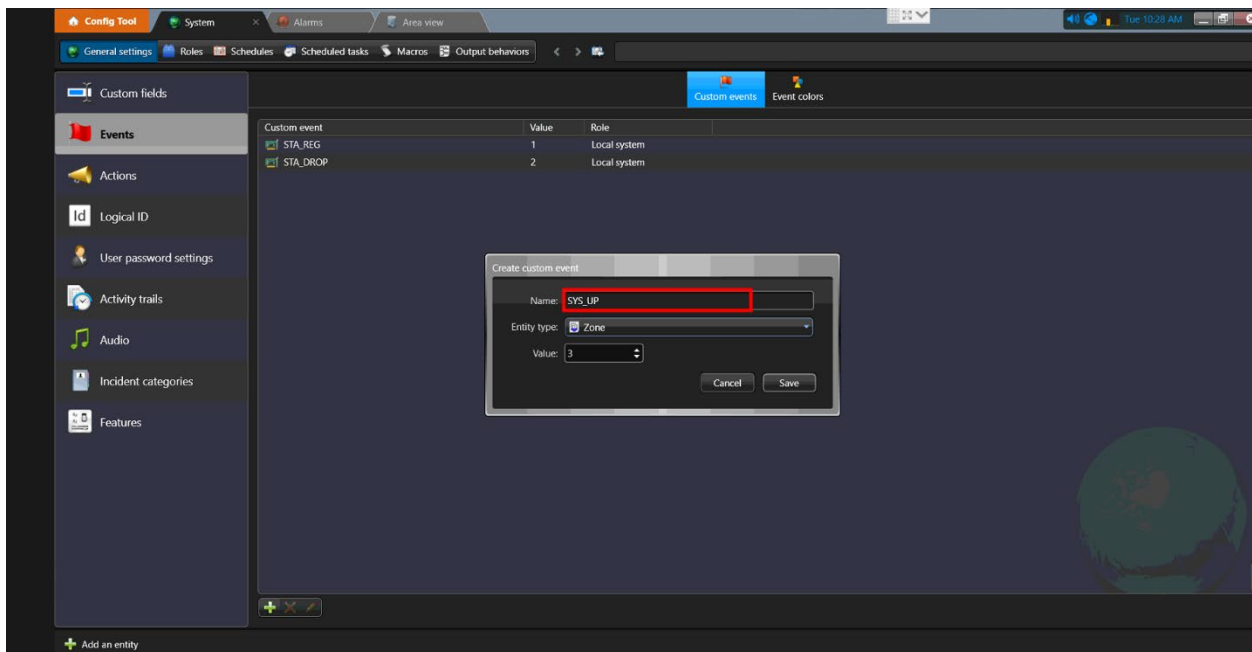 Config Tool System × Alarms Area view Tue 10:28 AM
General settings Roles Schedules Scheduled tasks Macros Output behaviors
Custom fields
Events
Actions
Id Logical ID
User password settings
Activity trails
Audio
Incident categories
Features
Custom events Event colors
Custom event Value Role
STA_REG 1 Local system
STA_DROP 2 Local system
Create custom event
Name: SYS_UP
Entity type: Zone
Value: 3
Cancel Save
Add an entity